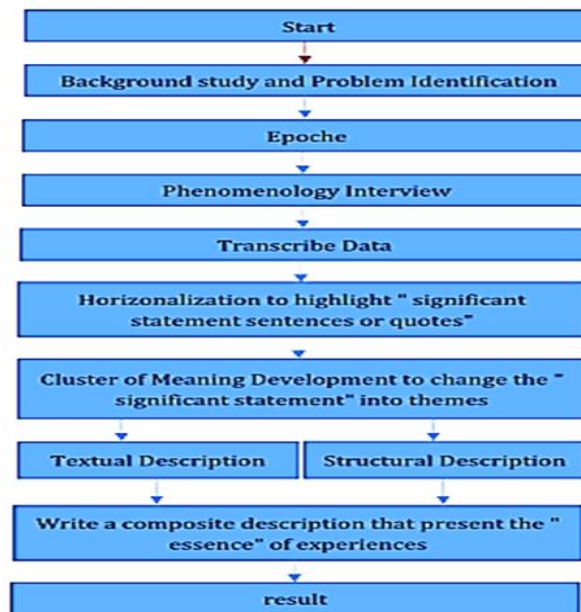 Start
Background study and Problem Identification
Epoche
Phenomenology Interview
Transcribe Data
Horizonalization to highlight " significant
statement sentences or quotes"
Cluster of Meaning Development to change the "
significant statement" into themes
Textual Description
Structural Description
Write a composite description that present the "
essence" of experiences
result